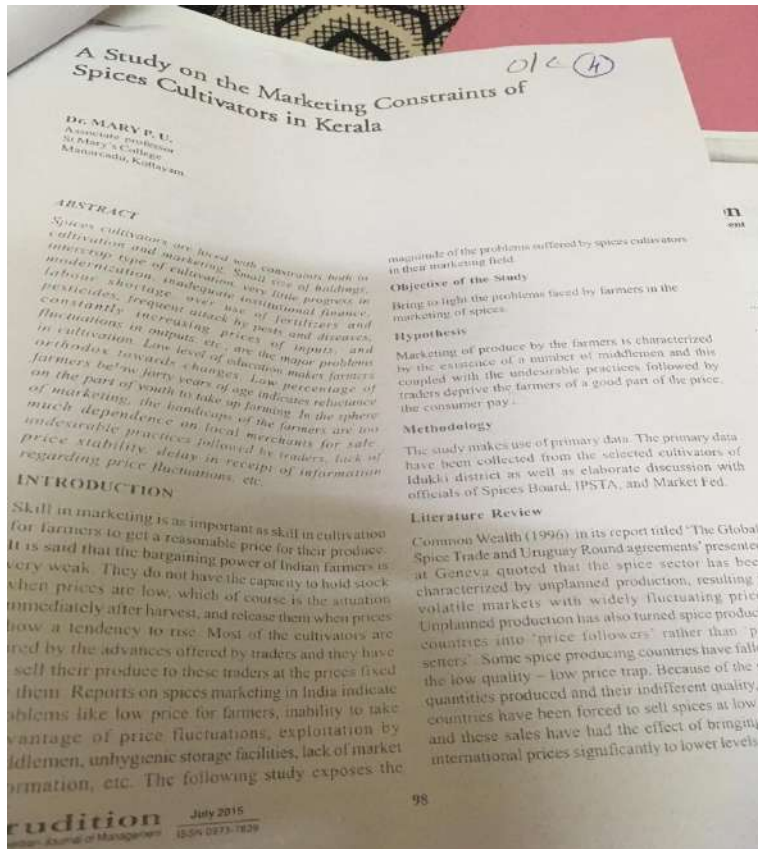 A Study on the Marketing Constraints of
Spices Cultivators in Kerala
O/C 4
Dr. MARY P. U.
Associate professor
St Mary's College
Manarcadu, Kottayam
ABSTRACT
Spices cultivators are faced with constraints both in
cultivation and marketing. Small size of holdings,
intercrop type of cultivation, very little progress in
modernization, inadequate institutional finance,
labour shortage, over use of fertilizers and
pesticides, frequent attack by pests and diseases,
constantly increasing prices of inputs, and
fluctuations in outputs, etc., are the major problems
in cultivation. Low level of education makes farmers
orthodox towards changes. Low percentage of
farmers below forty years of age indicates reluctance
on the part of youth to take up farming. In the sphere
of marketing, the handicaps of the farmers are too
much dependence on local merchants for sale,
undesirable practices followed by traders, lack of
price stability, delay in receipt of information
regarding price fluctuations, etc.
INTRODUCTION
Skill in marketing is as important as skill in cultivation
for farmers to get a reasonable price for their produce.
It is said that the bargaining power of Indian farmers is
very weak. They do not have the capacity to hold stock
when prices are low, which of course is the situation
immediately after harvest, and release them when prices
how a tendency to rise. Most of the cultivators are
red by the advances offered by traders and they have
sell their produce to these traders at the prices fixed
them. Reports on spices marketing in India indicate
oblems like low price for farmers, inability to take
vantage of price fluctuations, exploitation by
ddlemen, unhygienic storage facilities, lack of market
ormation, etc. The following study exposes the
magnitude of the problems suffered by spices cultivators
in their marketing field.
Objective of the Study
Bring to light the problems faced by farmers in the
marketing of spices.
Hypothesis
Marketing of produce by the farmers is characterized
by the existence of a number of middlemen and this
coupled with the undesirable practices followed by
traders deprive the farmers of a good part of the price,
the consumer pay.
Methodology
The study makes use of primary data. The primary data
have been collected from the selected cultivators of
Idukki district as well as elaborate discussion with
officials of Spices Board, IPSTA, and Market Fed.
Literature Review
Common Wealth (1996) in its report titled 'The Global
Spice Trade and Uruguay Round agreements' presente
at Geneva quoted that the spice sector has bee
characterized by unplanned production, resulting
volatile markets with widely fluctuating pric
Unplanned production has also turned spice produc
countries into 'price followers' rather than 'p
setters'. Some spice producing countries have falle
the low quality – low price trap. Because of the
quantities produced and their indifferent quality,
countries have been forced to sell spices at low
and these sales have had the effect of bringing
international prices significantly to lower levels
n
ent
98
rudition July 2015
Journal of Management ISSN 0973-7839